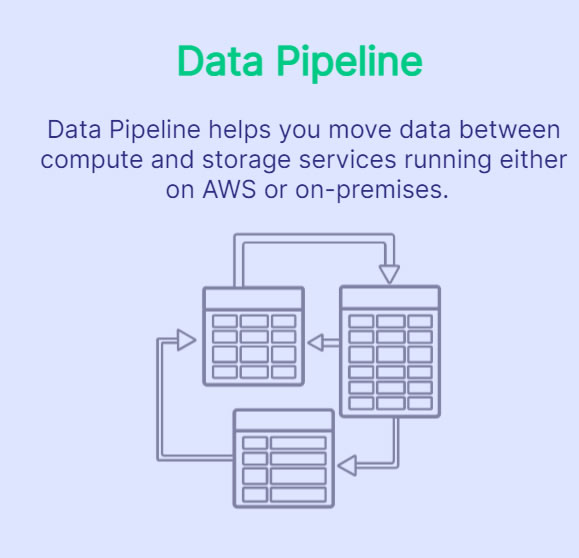 Data Pipeline
Data Pipeline helps you move data between
compute and storage services running either
on AWS or on-premises.